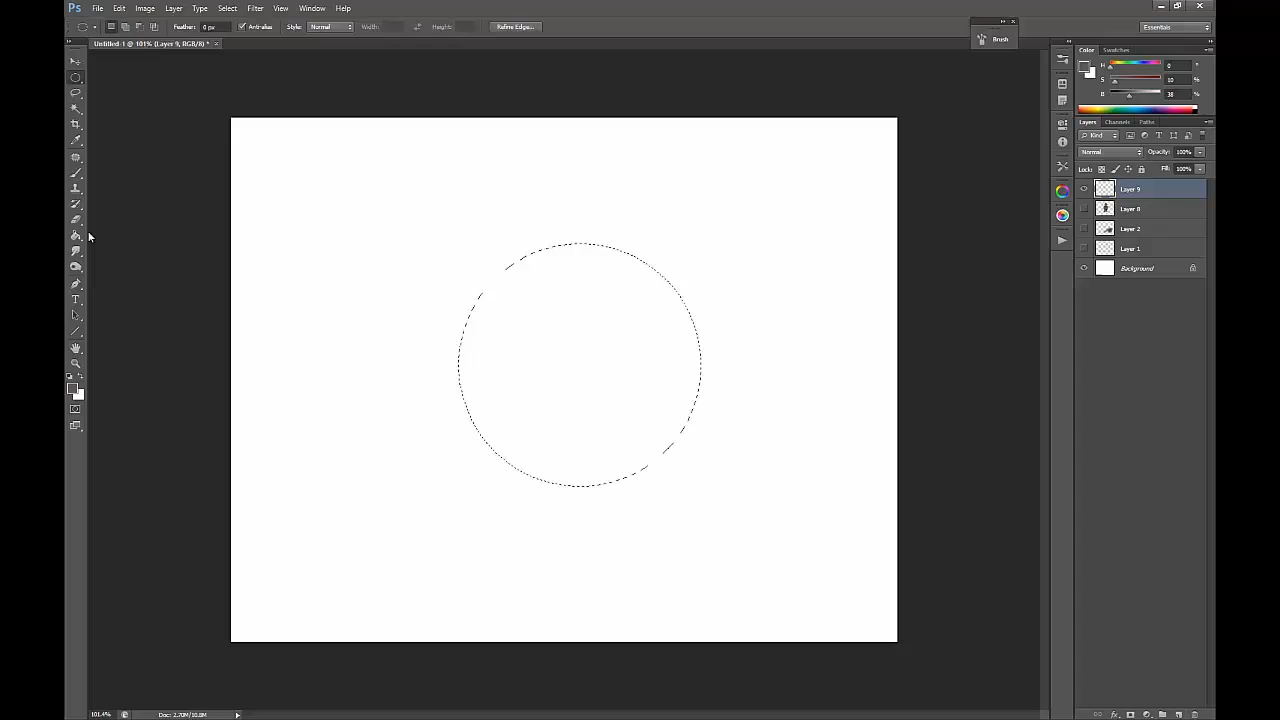 Ps File Edit Image Layer Type Select Filter View Window Help
Feather: 0 px Anti-alias Style: Normal Width: Height: Refine Edge... Essentials
Untitled-1 @ 101% (Layer 9, RGB/8) * ×
Brush
Color Swatches
H 0 °
S 10 %
B 38 %
Layers Channels Paths
Kind
Normal Opacity: 100%
Lock: Fill: 100%
Layer 9
Layer 8
Layer 2
Layer 1
Background
101.4% Doc: 2.70M/10.8M